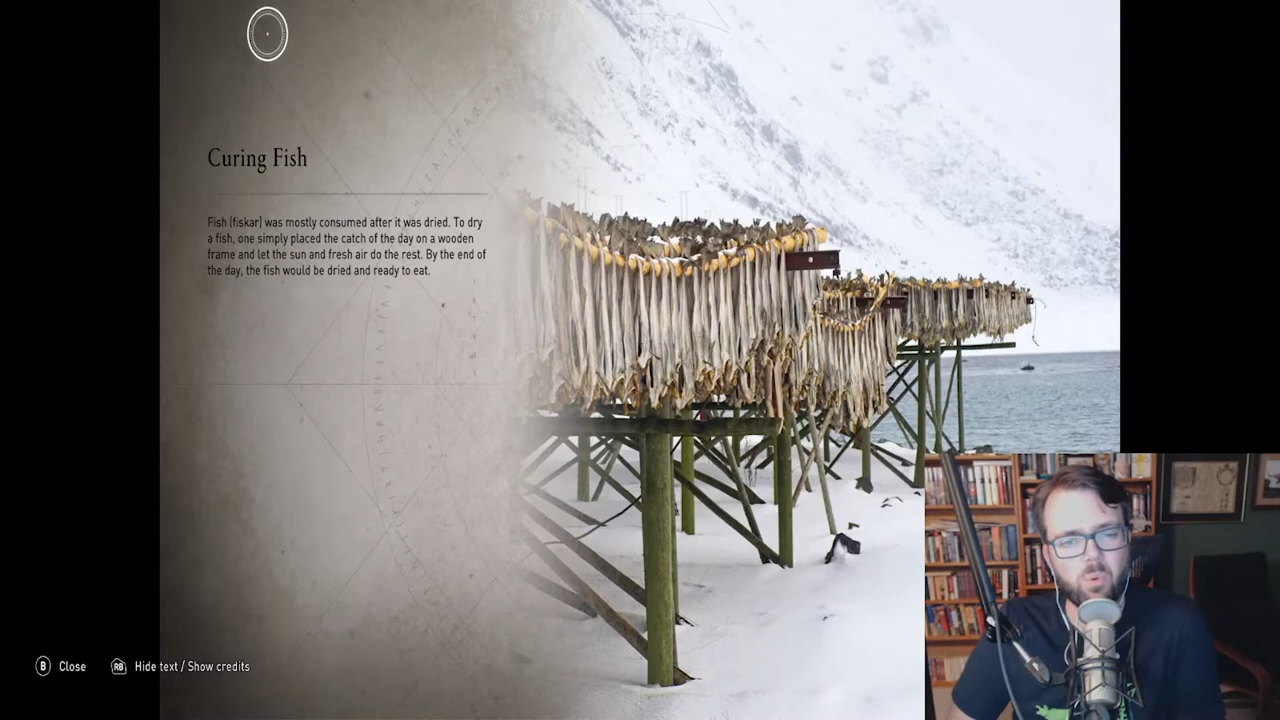 Curing Fish
Fish [fiskar] was mostly consumed after it was dried. To dry
a fish, one simply placed the catch of the day on a wooden
frame and let the sun and fresh air do the rest. By the end of
the day, the fish would be dried and ready to eat.
B Close RB Hide text / Show credits